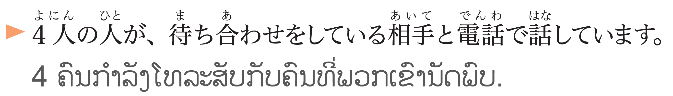 ▶4人の人が、待ち合わせをしている相手と電話で話しています。
4 ຄົນກຳລັງໂທລະສັບກັບຄົນທີ່ພວກເຂົານັດພົບ.